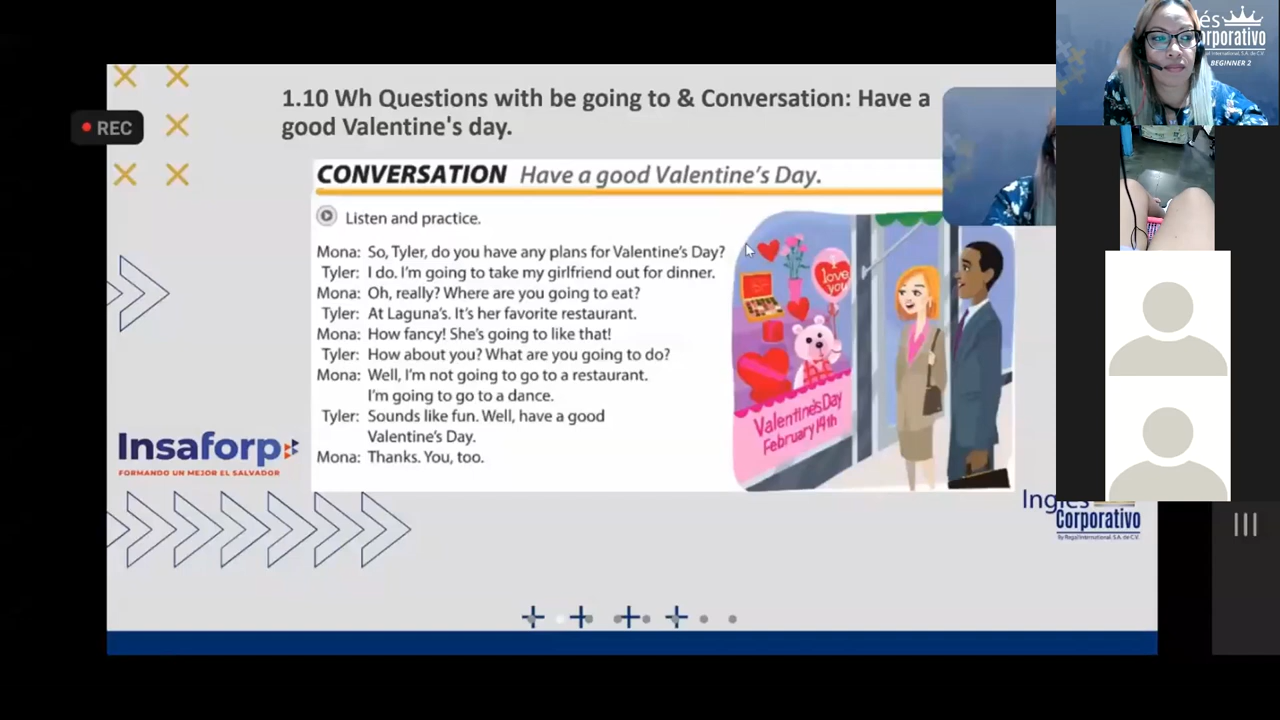 REC
1.10 Wh Questions with be going to & Conversation: Have a
good Valentine's day.
CONVERSATION Have a good Valentine's Day.
Listen and practice.
Mona: So, Tyler, do you have any plans for Valentine's Day?
Tyler: I do. I'm going to take my girlfriend out for dinner.
Mona: Oh, really? Where are you going to eat?
Tyler: At Laguna's. It's her favorite restaurant.
Mona: How fancy! She's going to like that!
Tyler: How about you? What are you going to do?
Mona: Well, I'm not going to go to a restaurant.
I'm going to go to a dance.
Tyler: Sounds like fun. Well, have a good
Valentine's Day.
Mona: Thanks. You, too.
I love you
Valentine's Day
February 14th
Insaforp
FORMANDO UN MEJOR EL SALVADOR
Inglés
Corporativo
By Regal International, S.A. de C.V.
BEGINNER 2